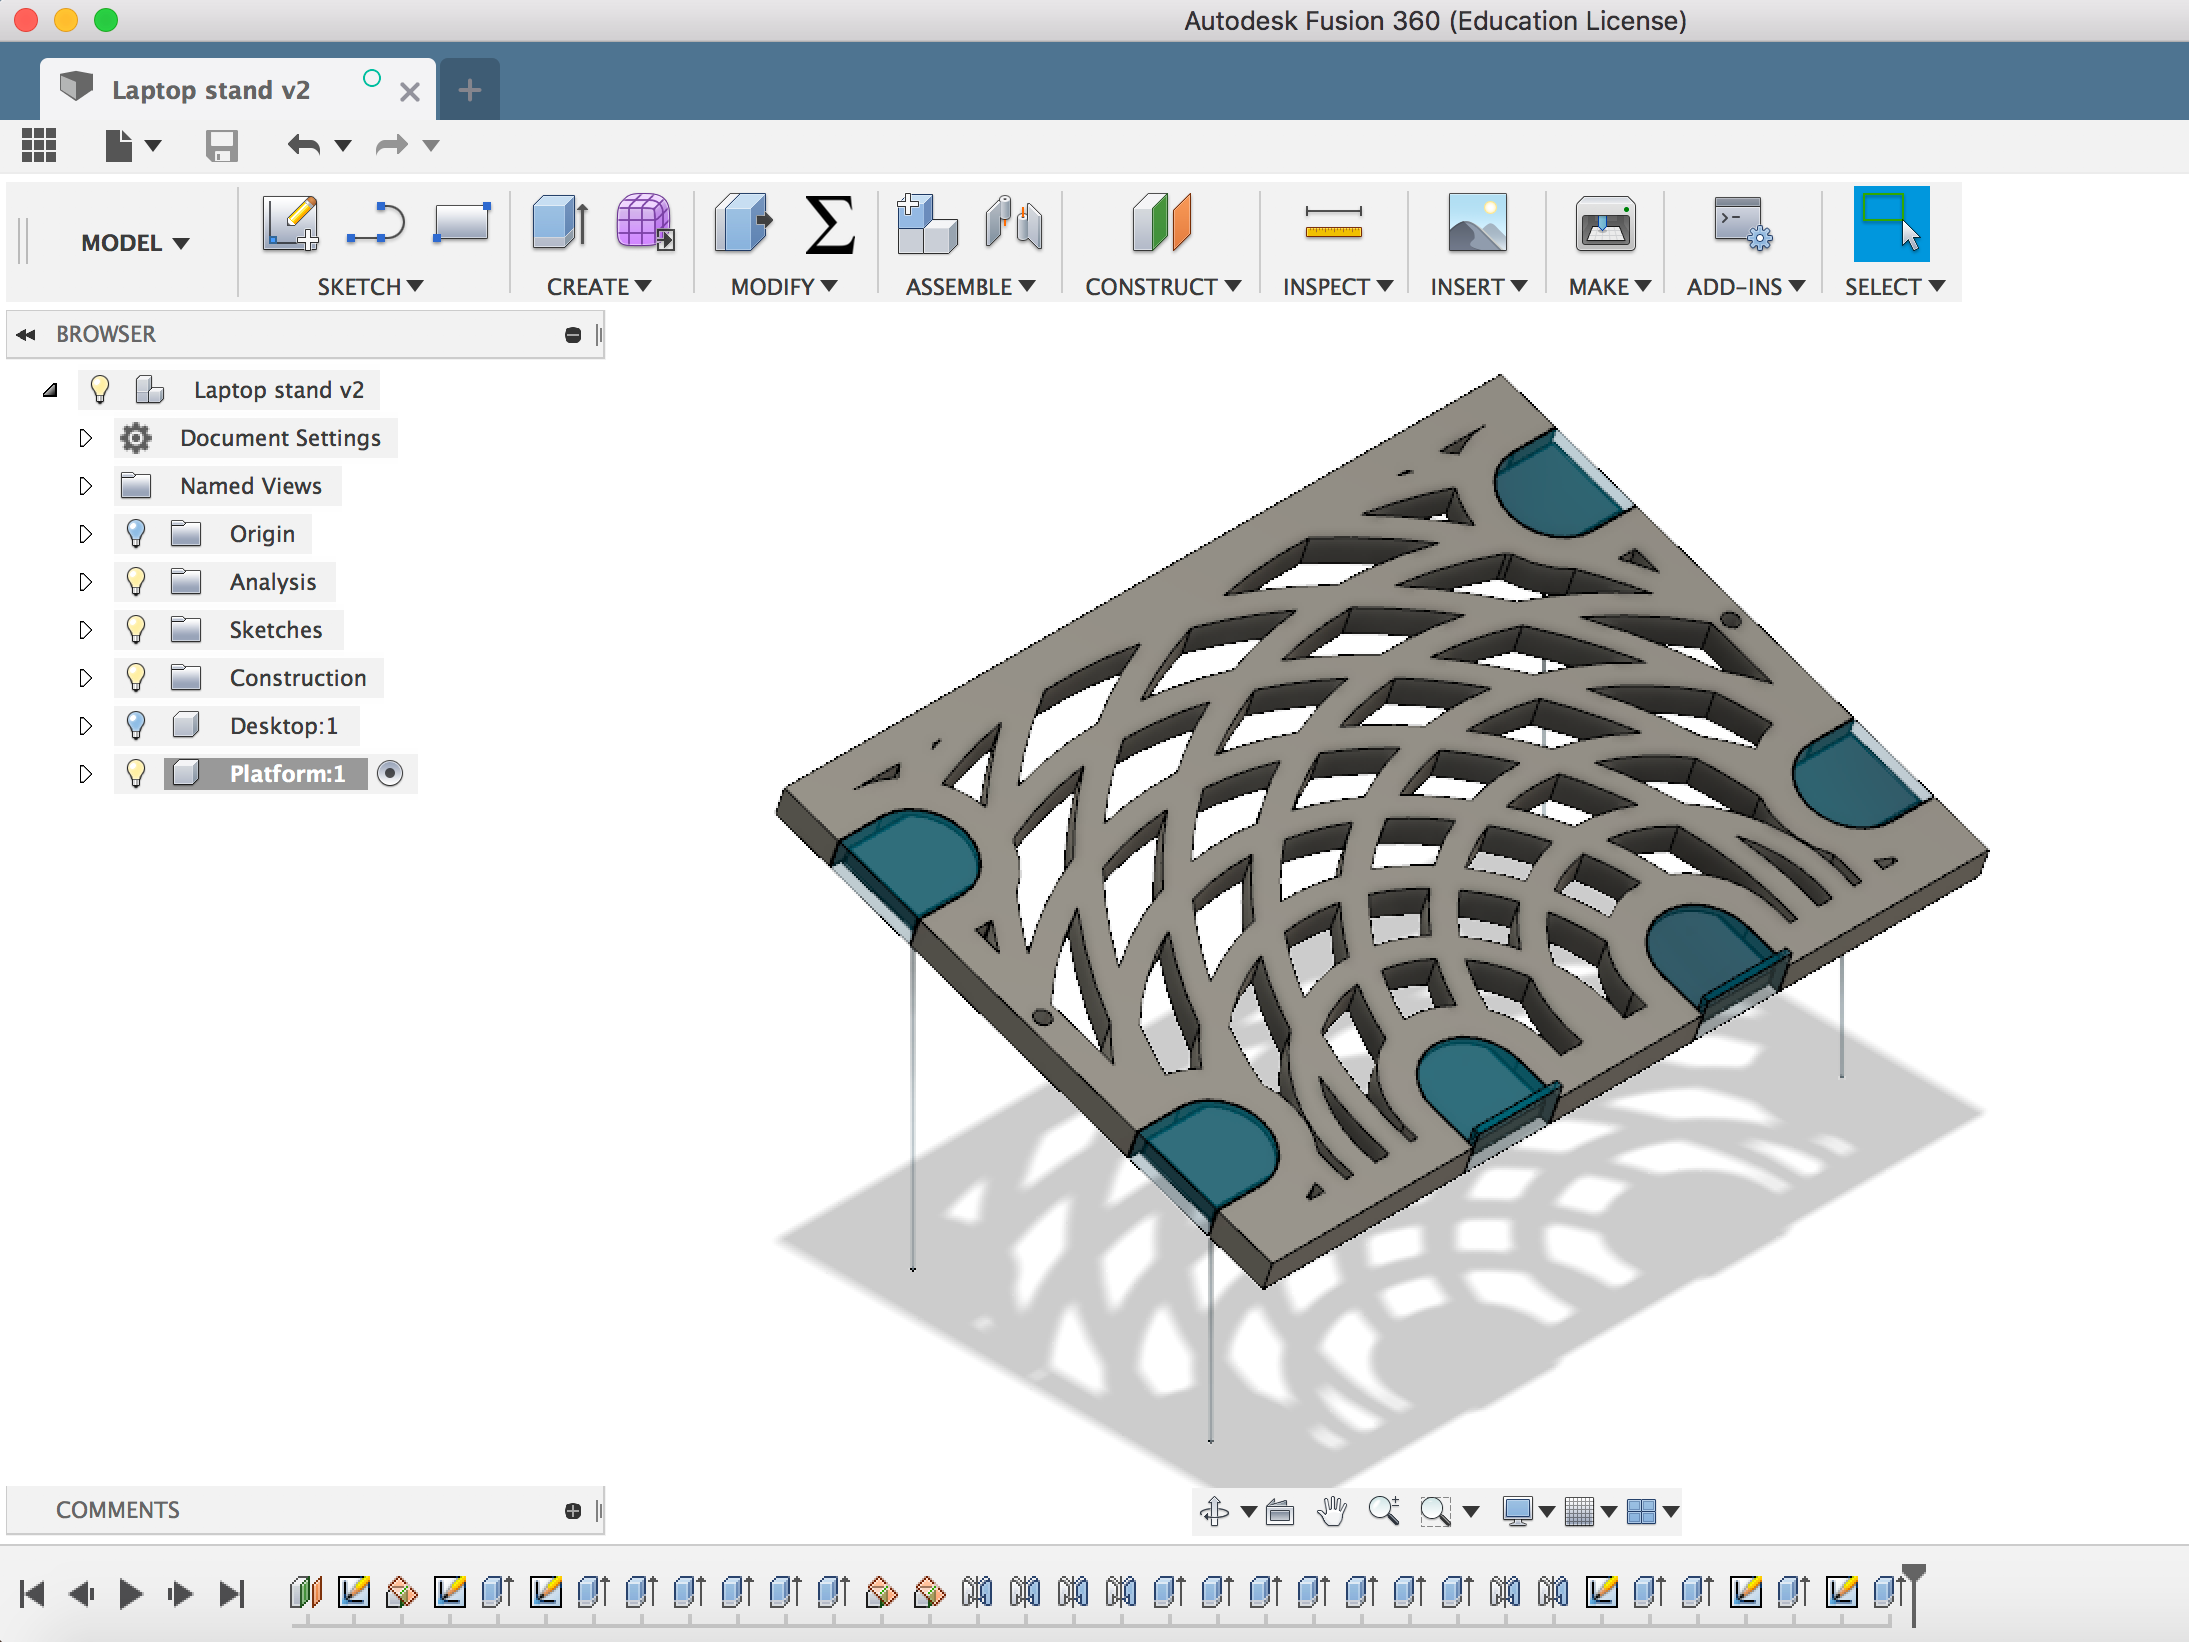 Autodesk Fusion 360 (Education License)
Laptop stand v2
MODEL
SKETCH
CREATE
MODIFY
ASSEMBLE
CONSTRUCT
INSPECT
INSERT
MAKE
ADD-INS
SELECT
BROWSER
Laptop stand v2
Document Settings
Named Views
Origin
Analysis
Sketches
Construction
Desktop:1
Platform:1
COMMENTS